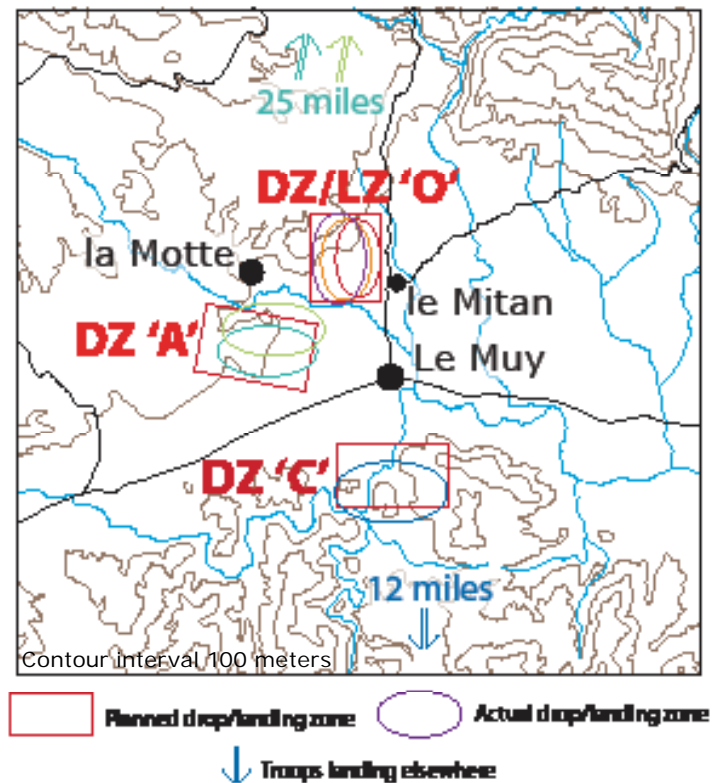 25 miles
DZ/LZ 'O'
la Motte
le Mitan
DZ 'A'
Le Muy
DZ 'C'
12 miles
Contour interval 100 meters
Planned drop/landing zone
Actual drop/landing zone
Troops landing elsewhere